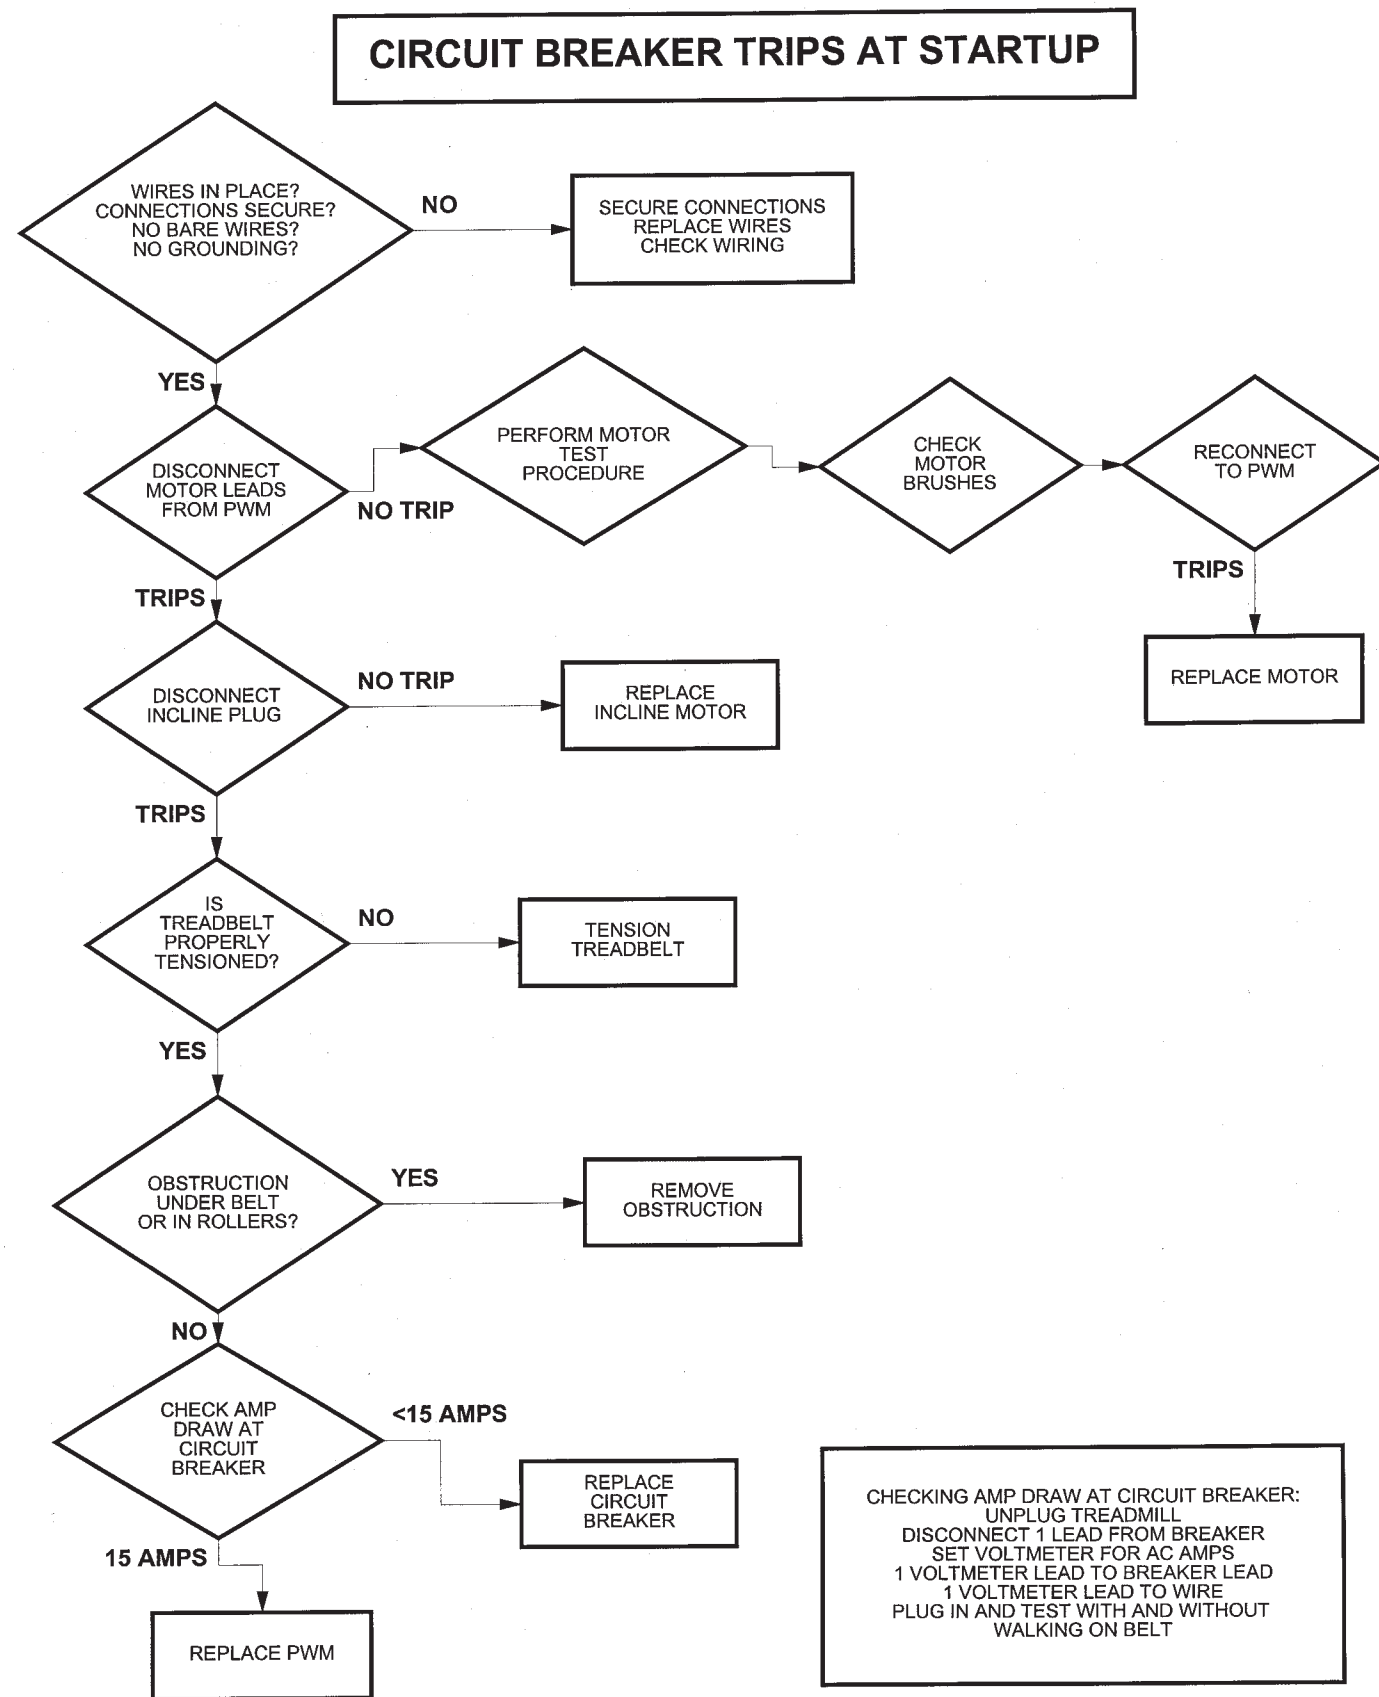 CIRCUIT BREAKER TRIPS AT STARTUP
WIRES IN PLACE?
CONNECTIONS SECURE?
NO BARE WIRES?
NO GROUNDING?
NO
SECURE CONNECTIONS
REPLACE WIRES
CHECK WIRING
YES
DISCONNECT
MOTOR LEADS
FROM PWM
NO TRIP
PERFORM MOTOR
TEST
PROCEDURE
CHECK
MOTOR
BRUSHES
RECONNECT
TO PWM
TRIPS
REPLACE MOTOR
TRIPS
DISCONNECT
INCLINE PLUG
NO TRIP
REPLACE
INCLINE MOTOR
TRIPS
IS
TREADBELT
PROPERLY
TENSIONED?
NO
TENSION
TREADBELT
YES
OBSTRUCTION
UNDER BELT
OR IN ROLLERS?
YES
REMOVE
OBSTRUCTION
NO
CHECK AMP
DRAW AT
CIRCUIT
BREAKER
<15 AMPS
REPLACE
CIRCUIT
BREAKER
15 AMPS
REPLACE PWM
CHECKING AMP DRAW AT CIRCUIT BREAKER:
UNPLUG TREADMILL
DISCONNECT 1 LEAD FROM BREAKER
SET VOLTMETER FOR AC AMPS
1 VOLTMETER LEAD TO BREAKER LEAD
1 VOLTMETER LEAD TO WIRE
PLUG IN AND TEST WITH AND WITHOUT
WALKING ON BELT